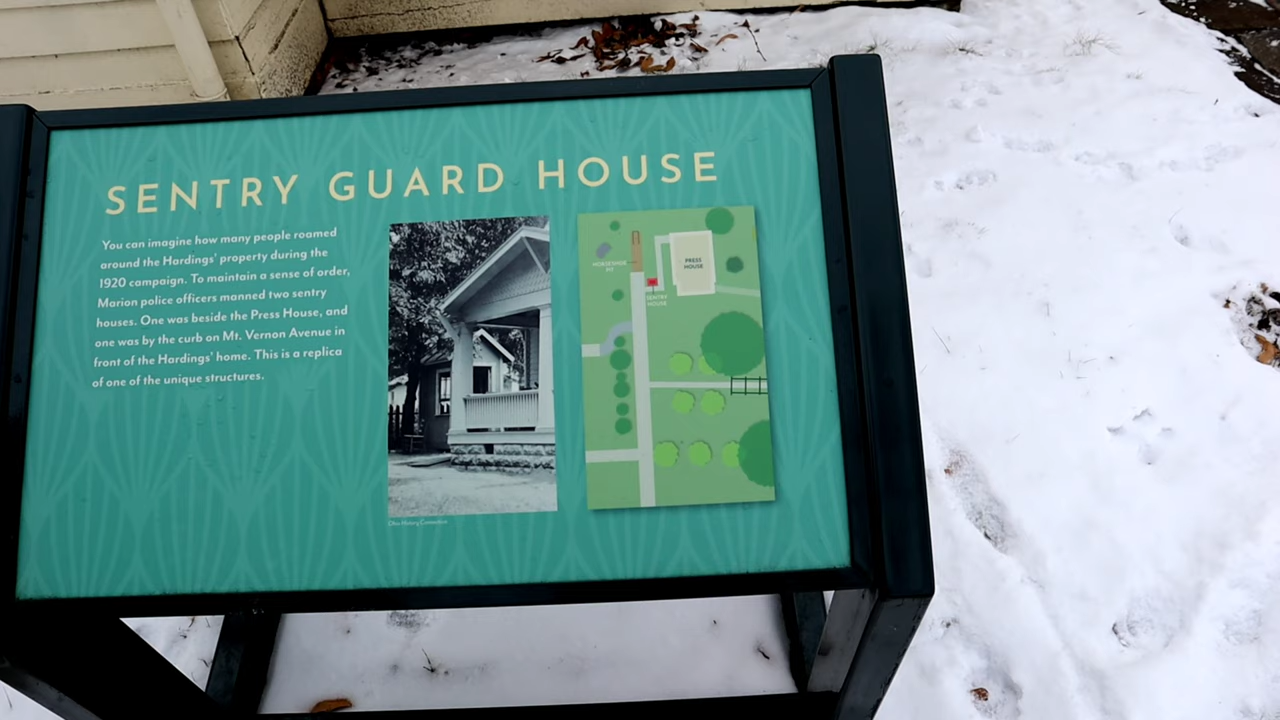 SENTRY GUARD HOUSE
You can imagine how many people roamed
around the Hardings' property during the
1920 campaign. To maintain a sense of order,
Marion police officers manned two sentry
houses. One was beside the Press House, and
one was by the curb on Mt. Vernon Avenue in
front of the Hardings' home. This is a replica
of one of the unique structures.
Ohio History Connection
HORSESHOE
PIT
PRESS
HOUSE
SENTRY
HOUSE